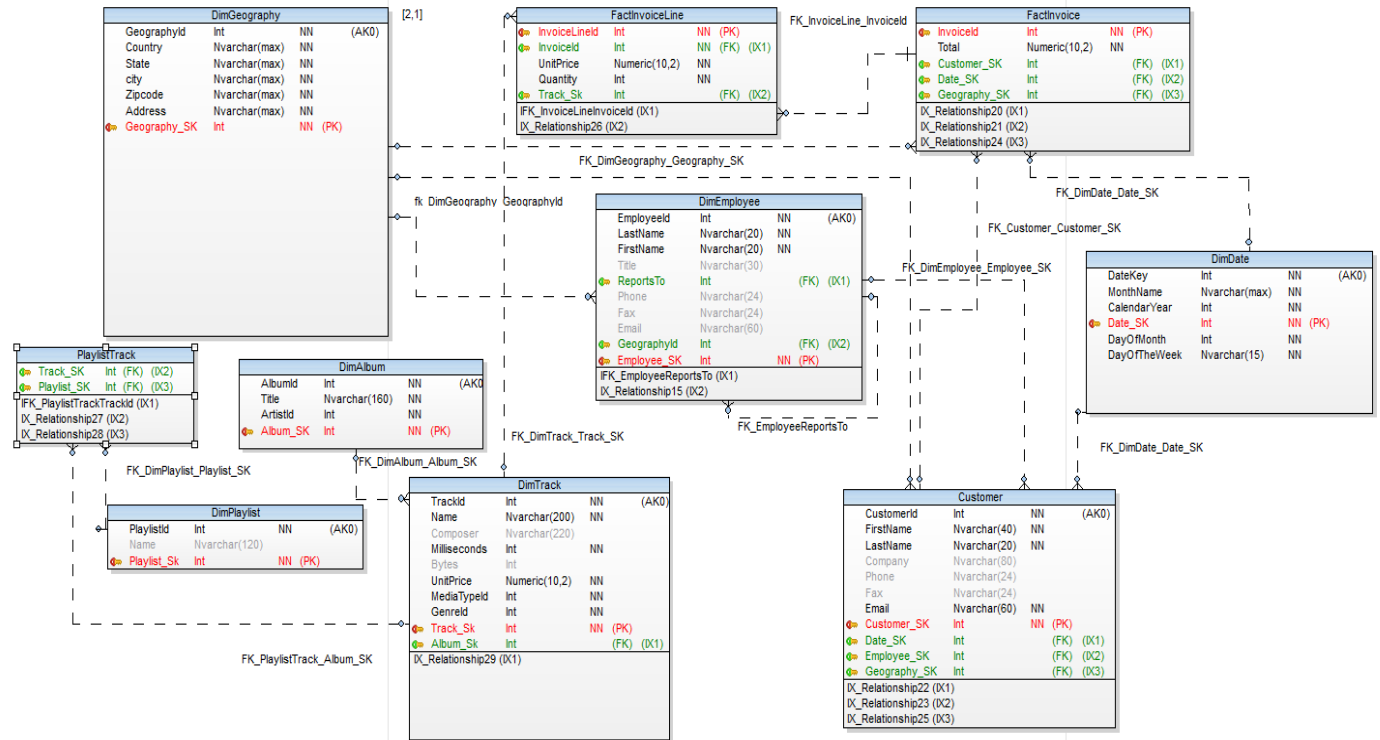 DimGeography
GeographyId Int NN (AK0)
Country Nvarchar(max) NN
State Nvarchar(max) NN
city Nvarchar(max) NN
Zipcode Nvarchar(max) NN
Address Nvarchar(max) NN
Geography_SK Int NN (PK)
[2,1]
FactInvoiceLine
InvoiceLineId Int NN (PK)
InvoiceId Int NN (FK) (IX1)
UnitPrice Numeric(10,2) NN
Quantity Int NN
Track_Sk Int (FK) (IX2)
IFK_InvoiceLineInvoiceId (IX1)
IX_Relationship26 (IX2)
FK_InvoiceLine_InvoiceId
FactInvoice
InvoiceId Int NN (PK)
Total Numeric(10,2) NN
Customer_SK Int (FK) (IX1)
Date_SK Int (FK) (IX2)
Geography_SK Int (FK) (IX3)
IX_Relationship20 (IX1)
IX_Relationship21 (IX2)
IX_Relationship24 (IX3)
FK_DimGeography_Geography_SK
fk_DimGeography_GeographyId
FK_DimDate_Date_SK
FK_Customer_Customer_SK
FK_DimEmployee_Employee_SK
DimEmployee
EmployeeId Int NN (AK0)
LastName Nvarchar(20) NN
FirstName Nvarchar(20) NN
Title Nvarchar(30)
ReportsTo Int (FK) (IX1)
Phone Nvarchar(24)
Fax Nvarchar(24)
Email Nvarchar(60)
GeographyId Int (FK) (IX2)
Employee_SK Int NN (PK)
IFK_EmployeeReportsTo (IX1)
IX_Relationship15 (IX2)
FK_EmployeeReportsTo
DimDate
DateKey Int NN (AK0)
MonthName Nvarchar(max) NN
CalendarYear Int NN
Date_SK Int NN (PK)
DayOfMonth Int NN
DayOfTheWeek Nvarchar(15) NN
FK_DimDate_Date_SK
PlaylistTrack
Track_SK Int (FK) (IX2)
Playlist_SK Int (FK) (IX3)
IFK_PlaylistTrackTrackId (IX1)
IX_Relationship27 (IX2)
IX_Relationship28 (IX3)
DimAlbum
AlbumId Int NN (AK0
Title Nvarchar(160) NN
ArtistId Int NN
Album_SK Int NN (PK)
FK_DimTrack_Track_SK
FK_DimAlbum_Album_SK
FK_DimPlaylist_Playlist_SK
DimPlaylist
PlaylistId Int NN (AK0)
Name Nvarchar(120)
Playlist_Sk Int NN (PK)
DimTrack
TrackId Int NN (AK0)
Name Nvarchar(200) NN
Composer Nvarchar(220)
Milliseconds Int NN
Bytes Int
UnitPrice Numeric(10,2) NN
MediaTypeId Int NN
GenreId Int NN
Track_Sk Int NN (PK)
Album_Sk Int (FK) (IX1)
IX_Relationship29 (IX1)
FK_PlaylistTrack_Album_SK
Customer
CustomerId Int NN (AK0)
FirstName Nvarchar(40) NN
LastName Nvarchar(20) NN
Company Nvarchar(80)
Phone Nvarchar(24)
Fax Nvarchar(24)
Email Nvarchar(60) NN
Customer_SK Int NN (PK)
Date_SK Int (FK) (IX1)
Employee_SK Int (FK) (IX2)
Geography_SK Int (FK) (IX3)
IX_Relationship22 (IX1)
IX_Relationship23 (IX2)
IX_Relationship25 (IX3)